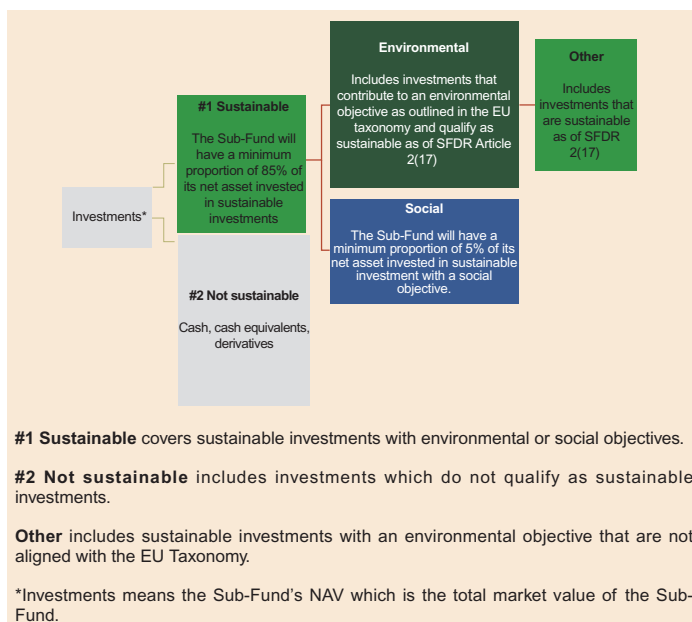 Investments*
#1 Sustainable
The Sub-Fund will
have a minimum
proportion of 85% of
its net asset invested
in sustainable
investments
#2 Not sustainable
Cash, cash equivalents,
derivatives
Environmental
Includes investments that
contribute to an environmental
objective as outlined in the EU
taxonomy and qualify as
sustainable as of SFDR Article
2(17)
Social
The Sub-Fund will have a
minimum proportion of 5% of its
net asset invested in sustainable
investment with a social
objective.
Other
Includes
investments that
are sustainable
as of SFDR
2(17)
#1 Sustainable covers sustainable investments with environmental or social objectives.
#2 Not sustainable includes investments which do not qualify as sustainable
investments.
Other includes sustainable investments with an environmental objective that are not
aligned with the EU Taxonomy.
*Investments means the Sub-Fund's NAV which is the total market value of the Sub-
Fund.